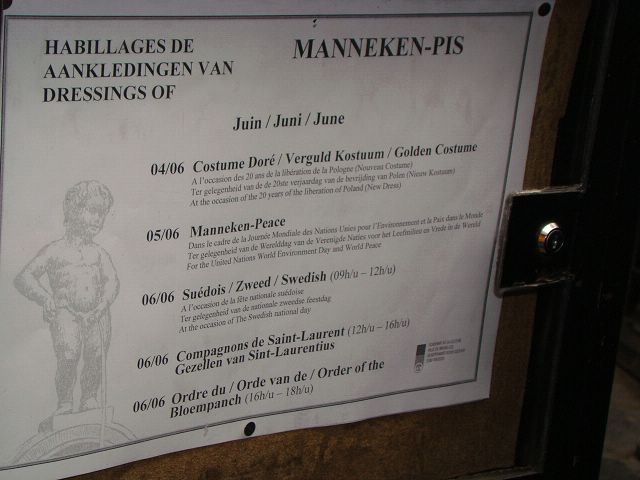 HABILLAGES DE
AANKLEDINGEN VAN
DRESSINGS OF
MANNEKEN-PIS
Juin / Juni / June
04/06 Costume Doré / Verguld Kostuum / Golden Costume
A l'occasion des 20 ans de la libération de la Pologne (Nouveau Costume)
Ter gelegenheid van de de 20ste verjaardag van de bevrijding van Polen (Nieuw Kostuum)
At the occasion of the 20 years of the liberation of Poland (New Dress)
05/06 Manneken-Peace
Dans le cadre de la Journée Mondiale des Nations Unies pour l'Environnement et la Paix dans le Monde
Ter gelegenheid van de Werelddag van de Verenigde Naties voor het Leefmilieu en Vrede in de Wereld
For the United Nations World Environment Day and World Peace
06/06 Suédois / Zweed / Swedish (09h/u – 12h/u)
A l'occasion de la fête nationale suédoise
Ter gelegenheid van de nationale zweedse feestdag
At the occasion of The Swedish national day
06/06 Compagnons de Saint-Laurent (12h/u – 16h/u)
Gezellen van Sint-Laurentius
06/06 Ordre du / Orde van de / Order of the
Bloempanch (16h/u – 18h/u)